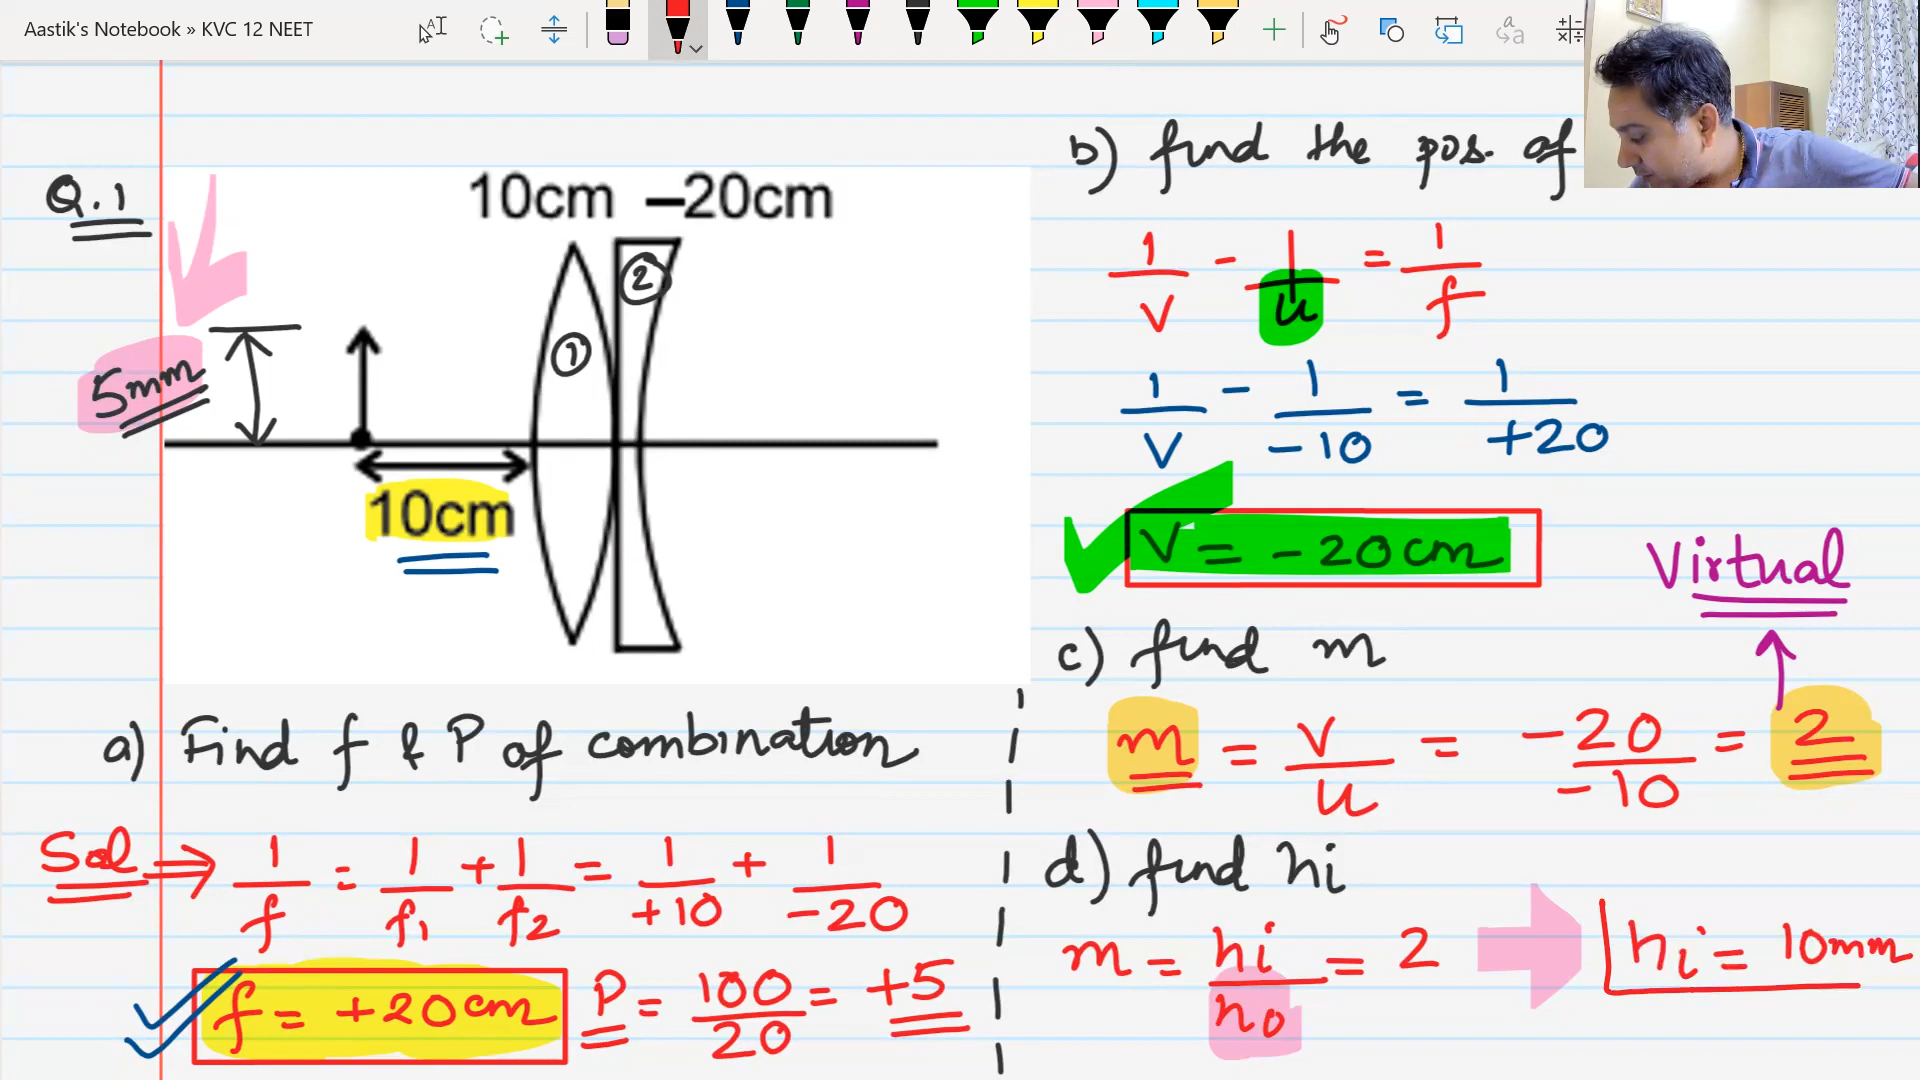 Aastik's Notebook » KVC 12 NEET
Q.1
10cm –20cm
①
②
5mm
10cm
a) Find f & P of combination
Sol ⇒ 1/f = 1/f1 + 1/f2 = 1/+10 + 1/-20
f = +20cm
P = 100/20 = +5
b) find the pos. of
1/v - 1/u = 1/f
1/v - 1/-10 = 1/+20
v = -20cm
Virtual
c) find m
m = v/u = -20/-10 = 2
d) find hi
m = hi/ho = 2
hi = 10mm